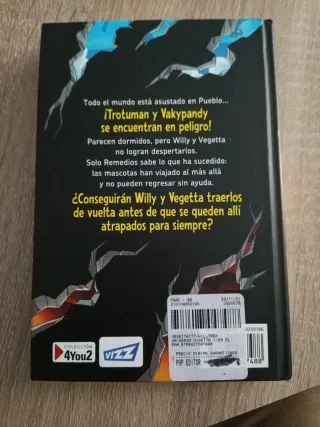 Todo el mundo está asustado en Pueblo...
¡Trotuman y Vakypandy
se encuentran en peligro!
Parecen dormidos, pero Willy y Vegetta
no logran despertarlos.
Solo Remedios sabe lo que ha sucedido:
las mascotas han viajado al más allá
y no pueden regresar sin ayuda.
¿Conseguirán Willy y Vegetta traerlos
de vuelta antes de que se queden allí
atrapados para siempre?
COLECCIÓN
4You2
VIZZ
PVP EDITOR